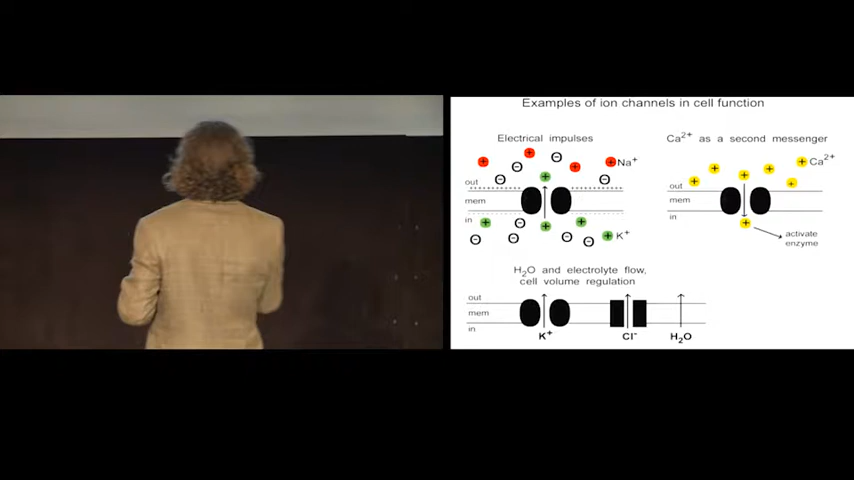 Examples of ion channels in cell function
Electrical impulses
Na+
out
mem
in
K+
Ca2+ as a second messenger
Ca2+
out
mem
in
activate
enzyme
H2O and electrolyte flow,
cell volume regulation
out
mem
in
K+
Cl-
H2O